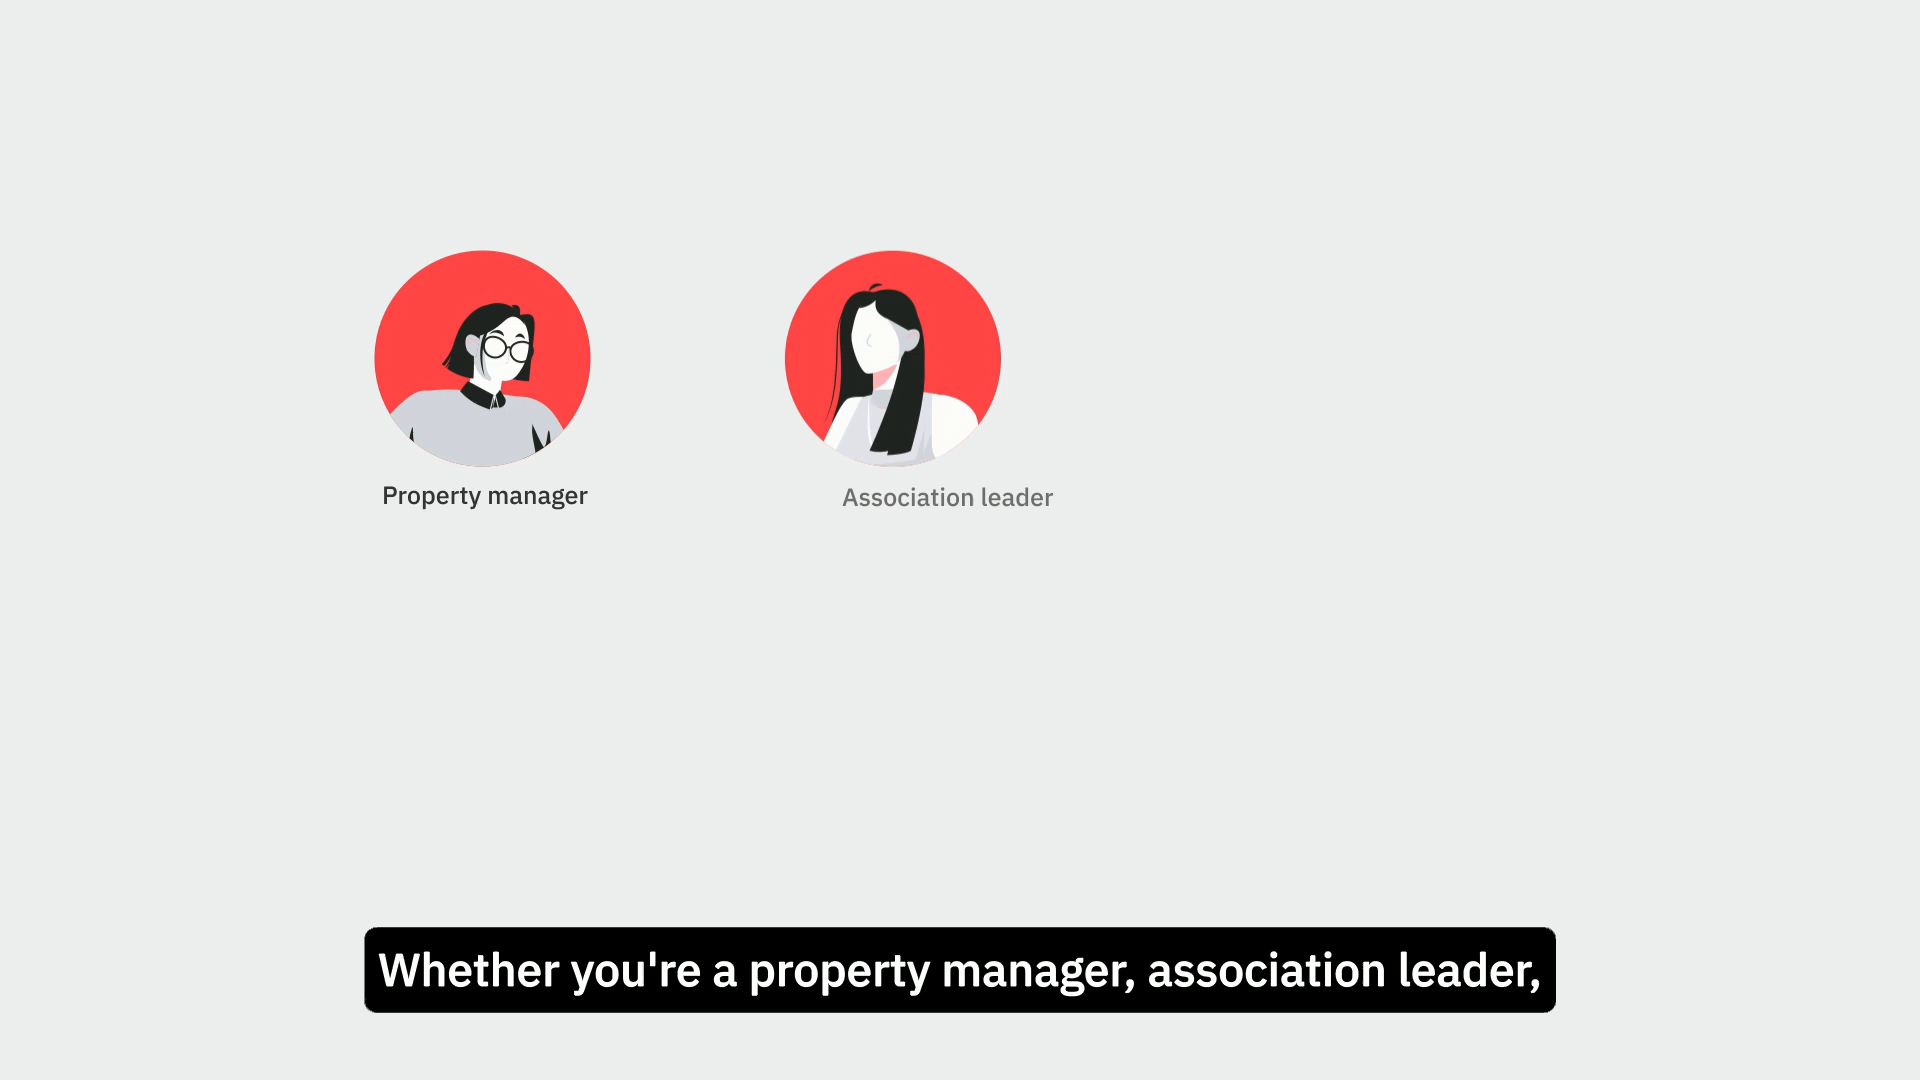 Property manager
Association leader
Whether you're a property manager, association leader,